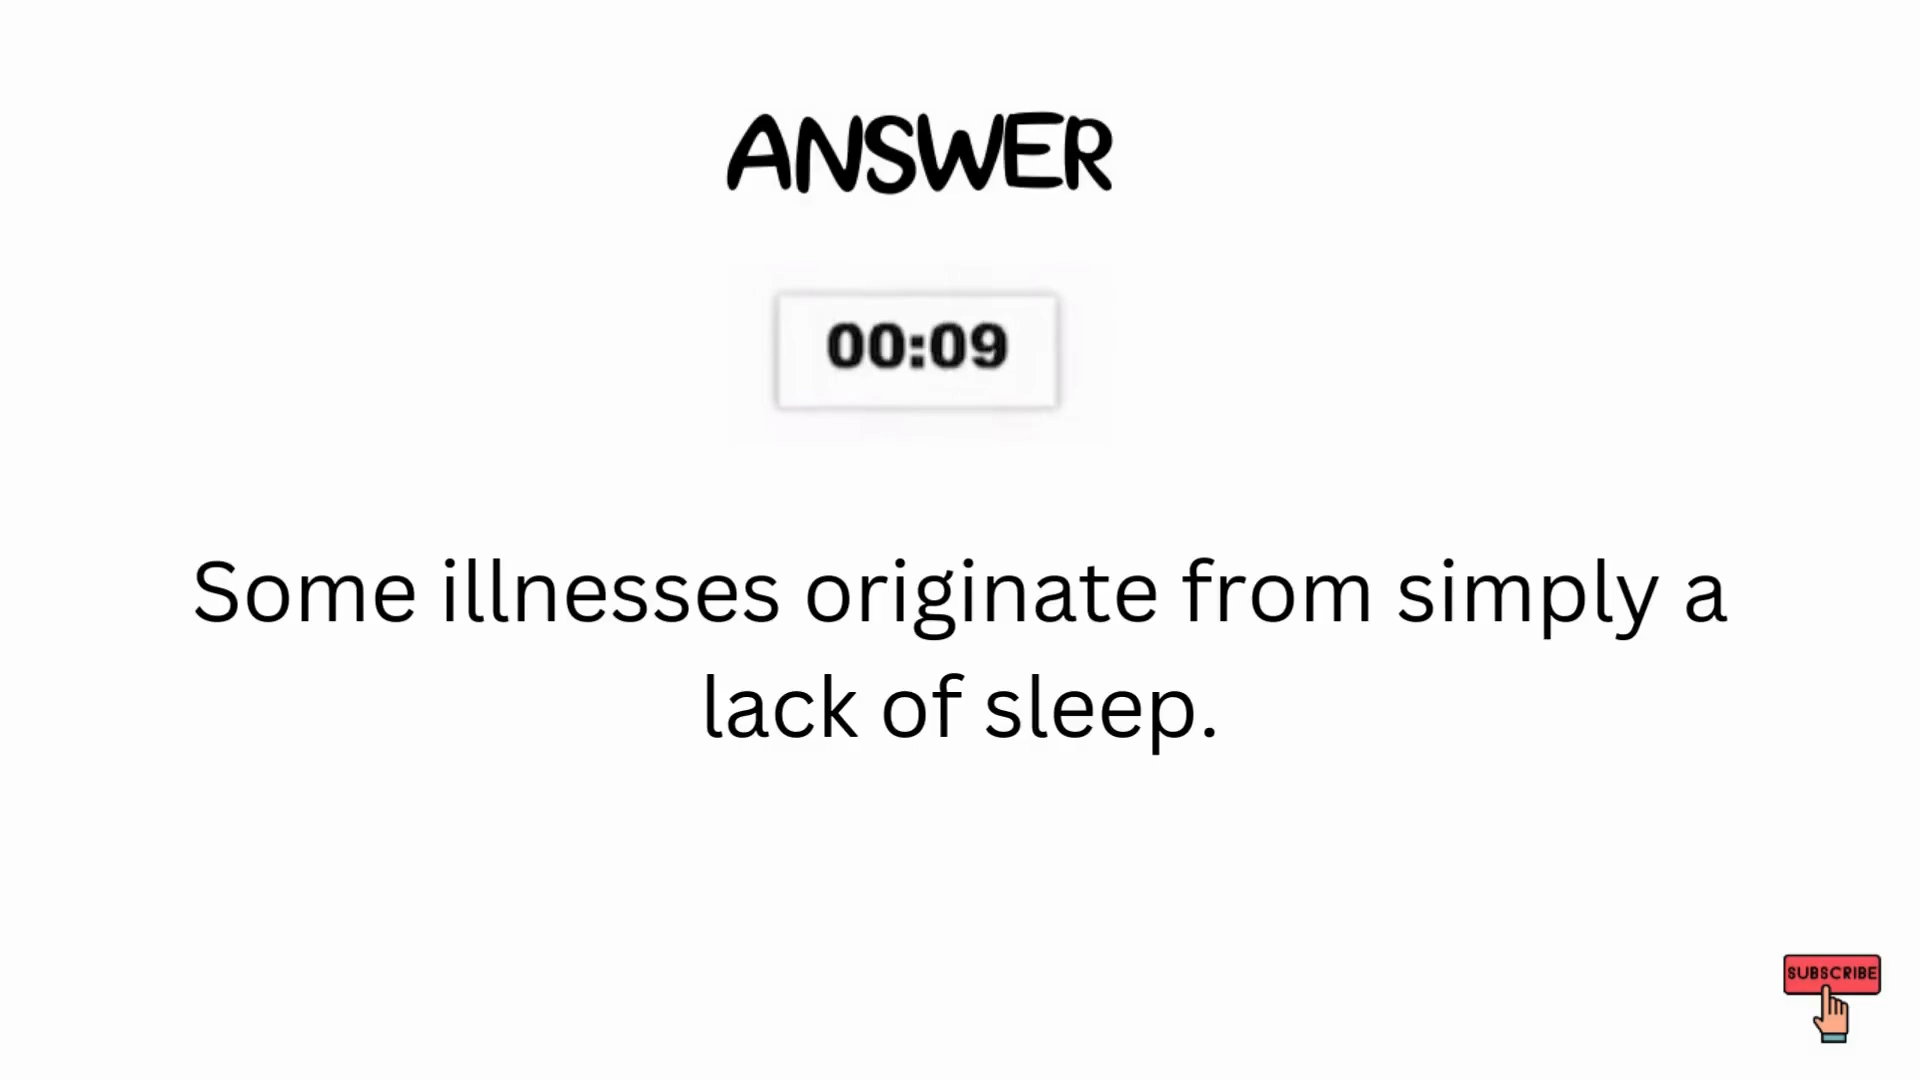 ANSWER
00:09
Some illnesses originate from simply a
lack of sleep.
SUBSCRIBE